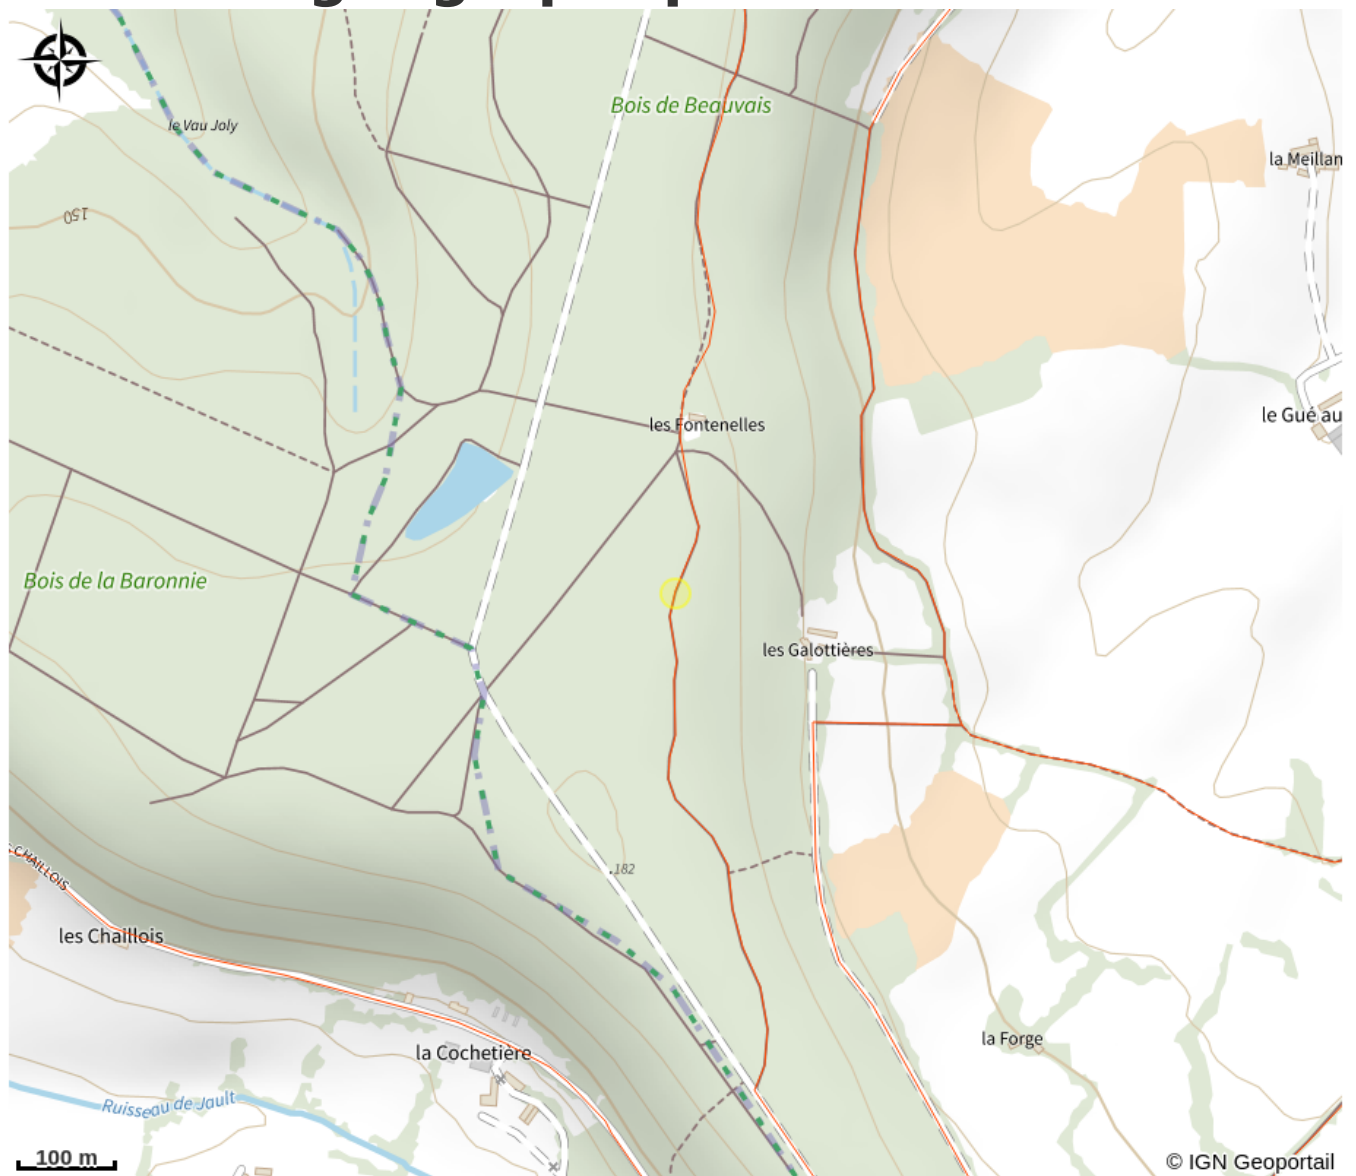 Bois de Beauvais
le Vau Joly
la Meillan
150
le Gué au
les Fontenelles
Bois de la Baronnie
les Galottières
182
CHAILLOIS
les Chaillois
la Forge
la Cochetière
Ruisseau de Jault
100 m
© IGN Geoportail